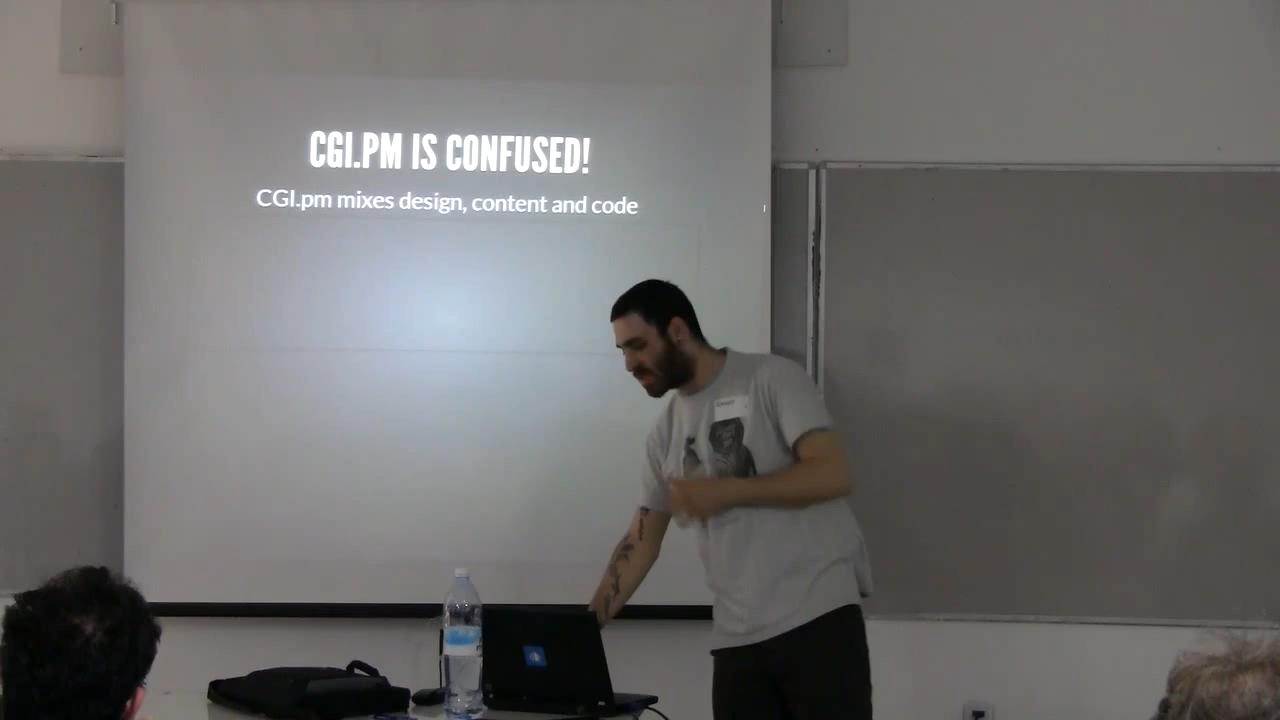 CGI.PM IS CONFUSED!
CGI.pm mixes design, content and code